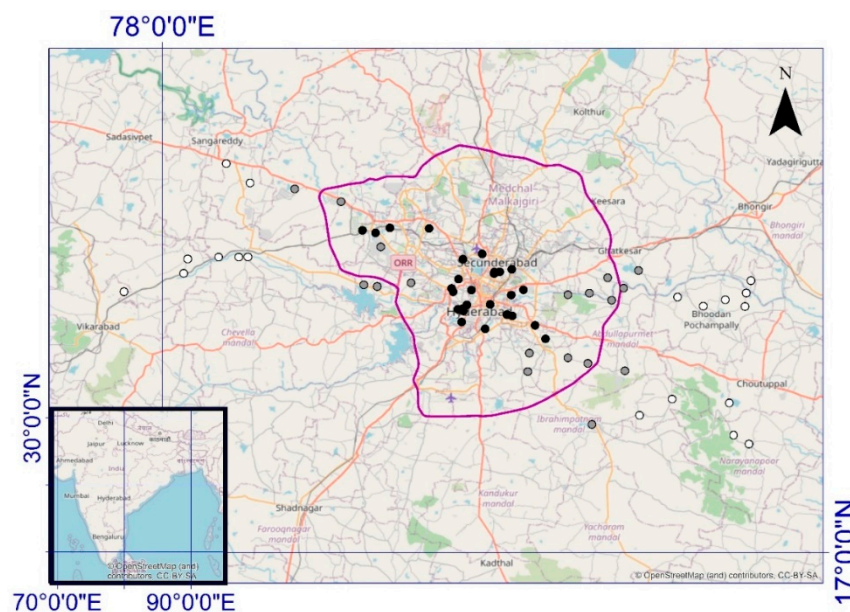 78°0'0"E
N
Kolthur
Sadasivpet
Sangareddy
Yadagirigutta
Medchal
Malkajgiri
Keesara
Bhongir
Bhongiri
mandal
Ghatkesar
ORR
Secunderabad
Hyderabad
Bhoodan
Pochampally
Vikarabad
Chevella
mandal
Abdullapurmet
mandal
Choutuppal
30°0'0"N
Ibrahimpatnam
mandal
Narayanapoor
mandal
Delhi
Jaipur
Lucknow
Ahmedabad
India
Mumbai
Hyderabad
Bengaluru
© OpenStreetMap (and)
contributors, CC-BY-SA
Kandukur
mandal
Shadnagar
Farooqnagar
mandal
Yacharam
mandal
Kadthal
© OpenStreetMap (and) contributors, CC-BY-SA
17°0'0"N
70°0'0"E
90°0'0"E